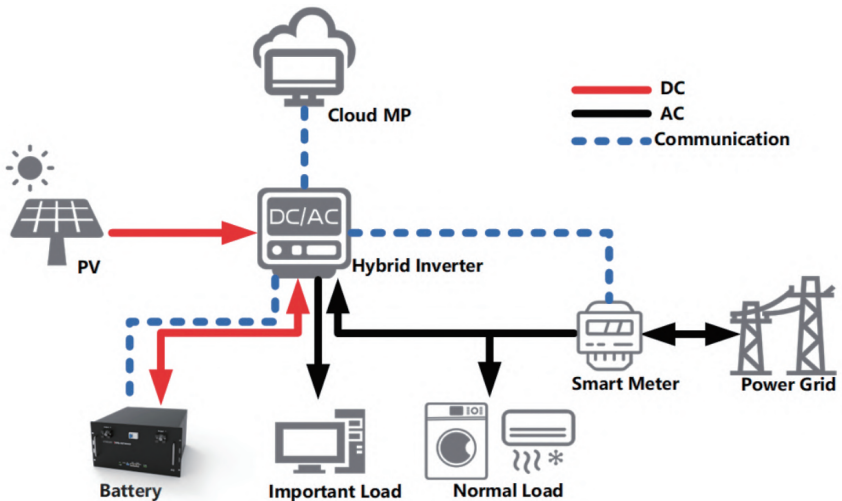 Cloud MP
DC
AC
Communication
DC/AC
PV
Hybrid Inverter
Smart Meter
Power Grid
Battery
Important Load
Normal Load